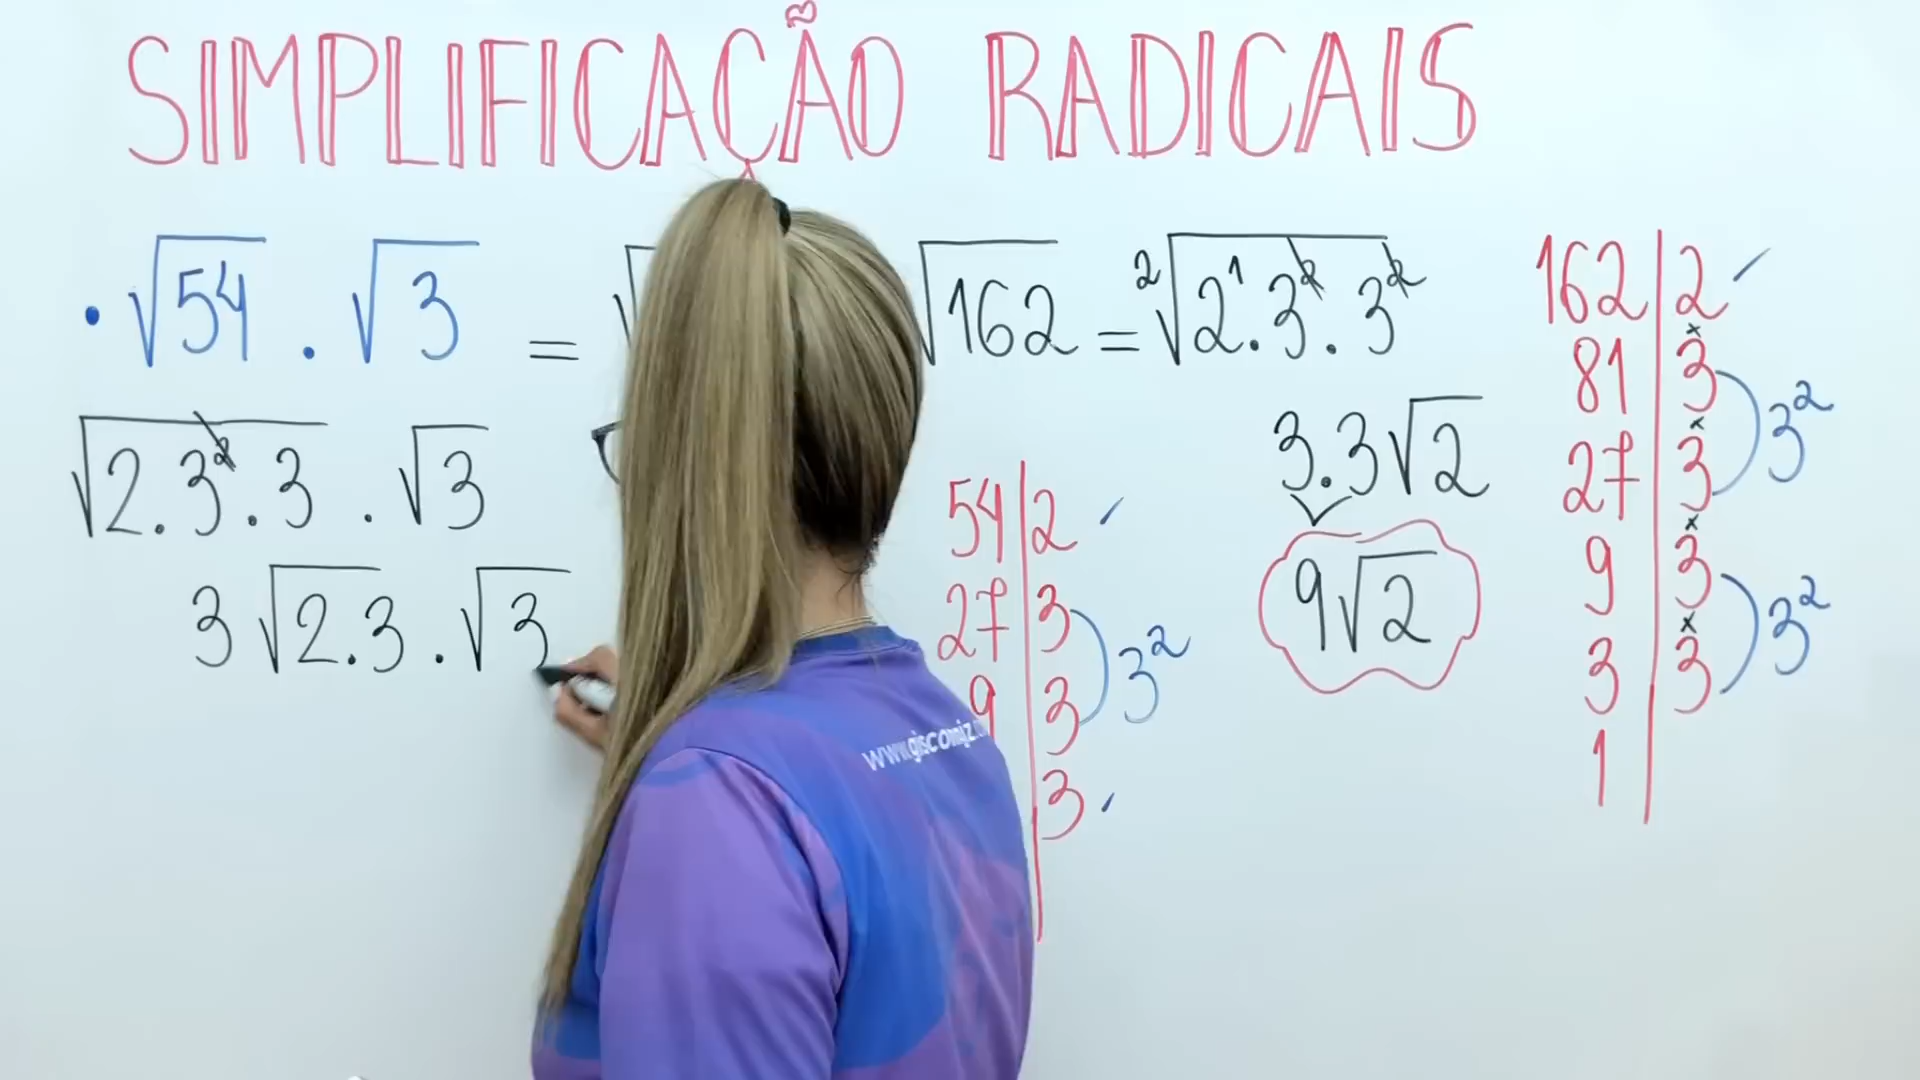 SIMPLIFICAÇÃO RADICAIS
• √54 . √3 = √162 = ²√2¹.3².3²
√2.3².3 . √3
3√2.3 . √3
3.3√2
9√2
54 | 2
27 | 3
9 | 3
3
3²
162 | 2
81 | 3
27 | 3
9 | 3
3 | 3
1
3²
3²
www.giscomgiz.